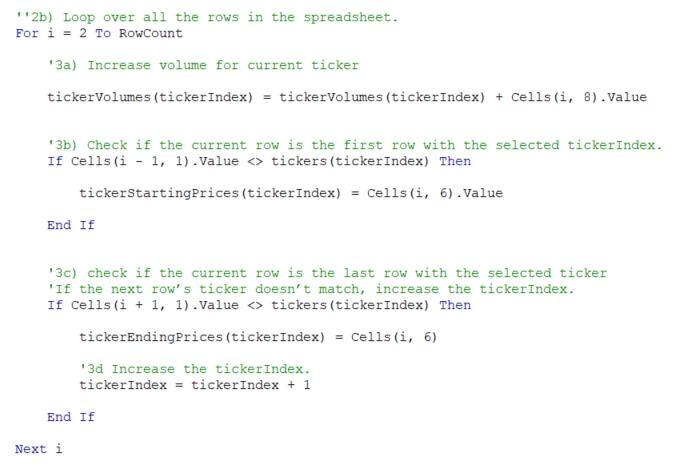 ''2b) Loop over all the rows in the spreadsheet.
For i = 2 To RowCount
'3a) Increase volume for current ticker
tickerVolumes(tickerIndex) = tickerVolumes(tickerIndex) + Cells(i, 8).Value
'3b) Check if the current row is the first row with the selected tickerIndex.
If Cells(i - 1, 1).Value <> tickers(tickerIndex) Then
tickerStartingPrices(tickerIndex) = Cells(i, 6).Value
End If
'3c) check if the current row is the last row with the selected ticker
'If the next row’s ticker doesn’t match, increase the tickerIndex.
If Cells(i + 1, 1).Value <> tickers(tickerIndex) Then
tickerEndingPrices(tickerIndex) = Cells(i, 6)
'3d Increase the tickerIndex.
tickerIndex = tickerIndex + 1
End If
Next i